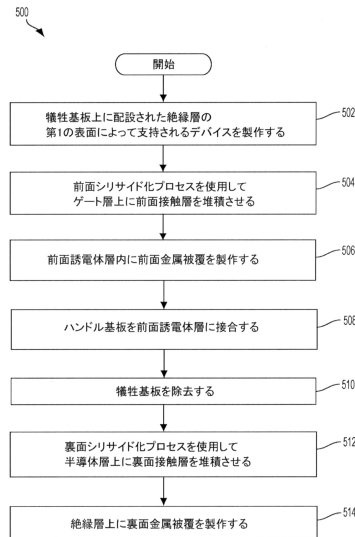 500
開始
犠牲基板上に配設された絶縁層の
第1の表面によって支持されるデバイスを製作する
502
前面シリサイド化プロセスを使用して
ゲート層上に前面接触層を堆積させる
504
前面誘電体層内に前面金属被覆を製作する
506
ハンドル基板を前面誘電体層に接合する
508
犠牲基板を除去する
510
裏面シリサイド化プロセスを使用して
半導体層上に裏面接触層を堆積させる
512
絶縁層上に裏面金属被覆を製作する
514